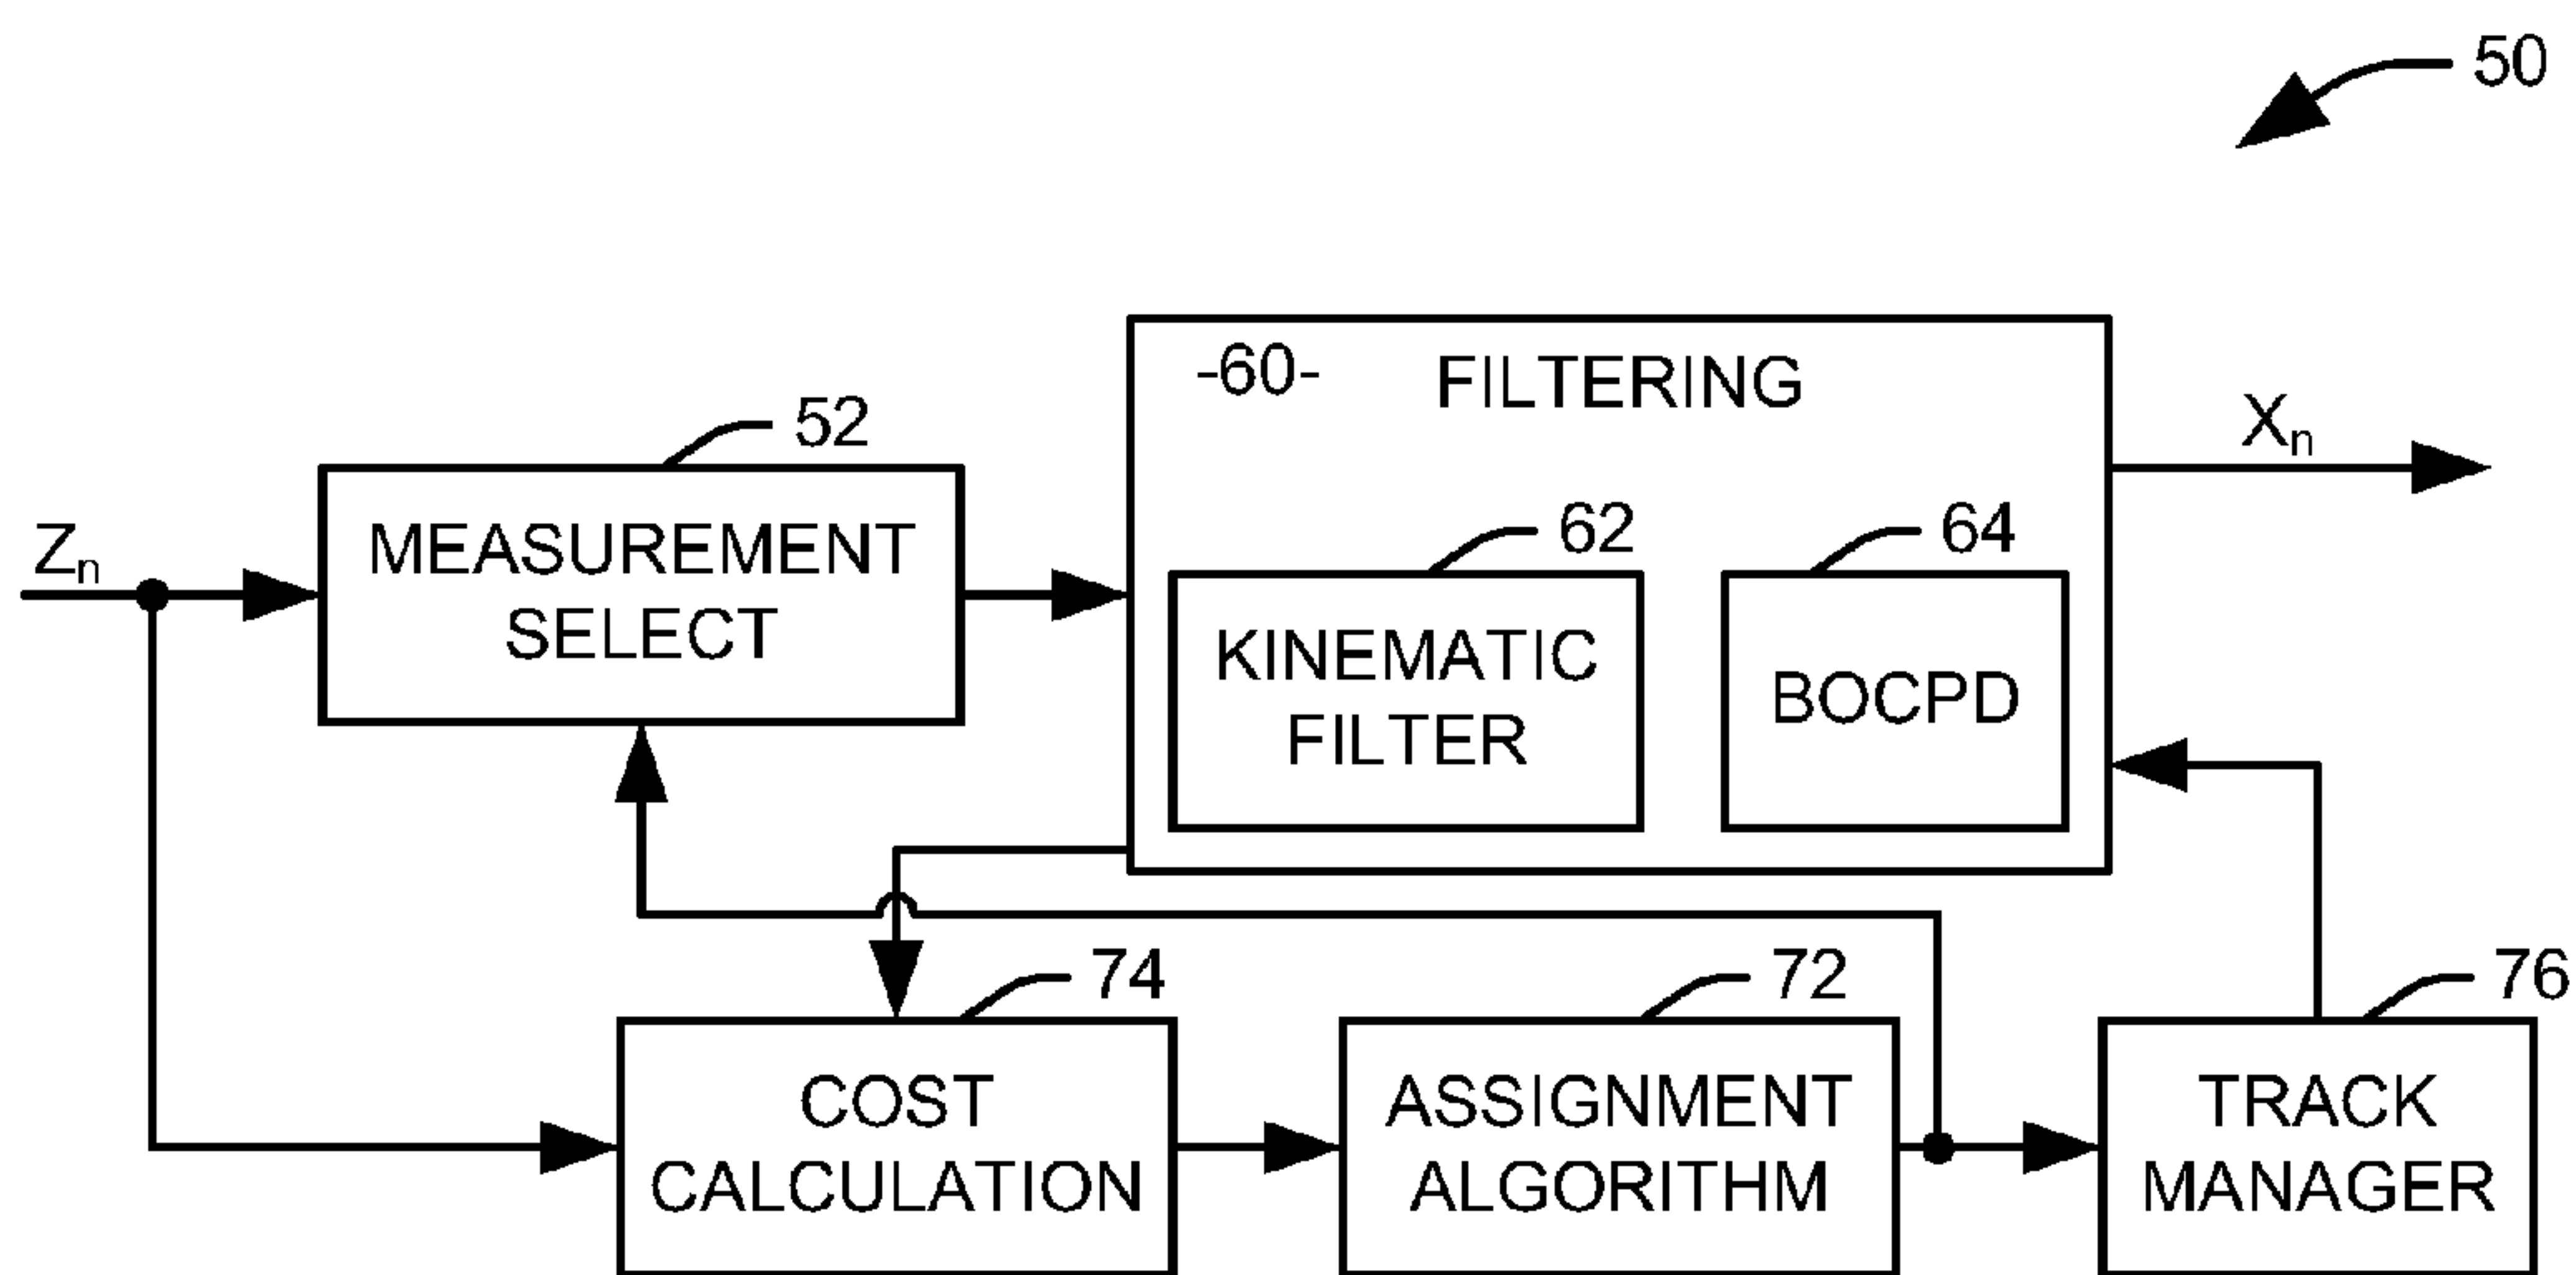 50
-60- FILTERING
Xn
52
Zn
MEASUREMENT
SELECT
62
KINEMATIC
FILTER
64
BOCPD
74
COST
CALCULATION
72
ASSIGNMENT
ALGORITHM
76
TRACK
MANAGER